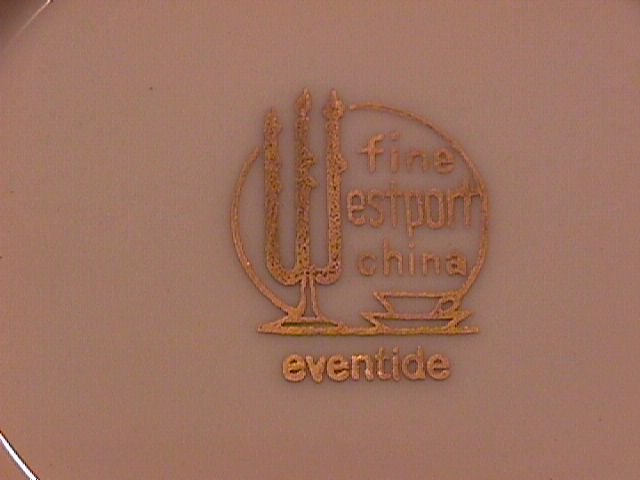 fine
Westport
china
eventide